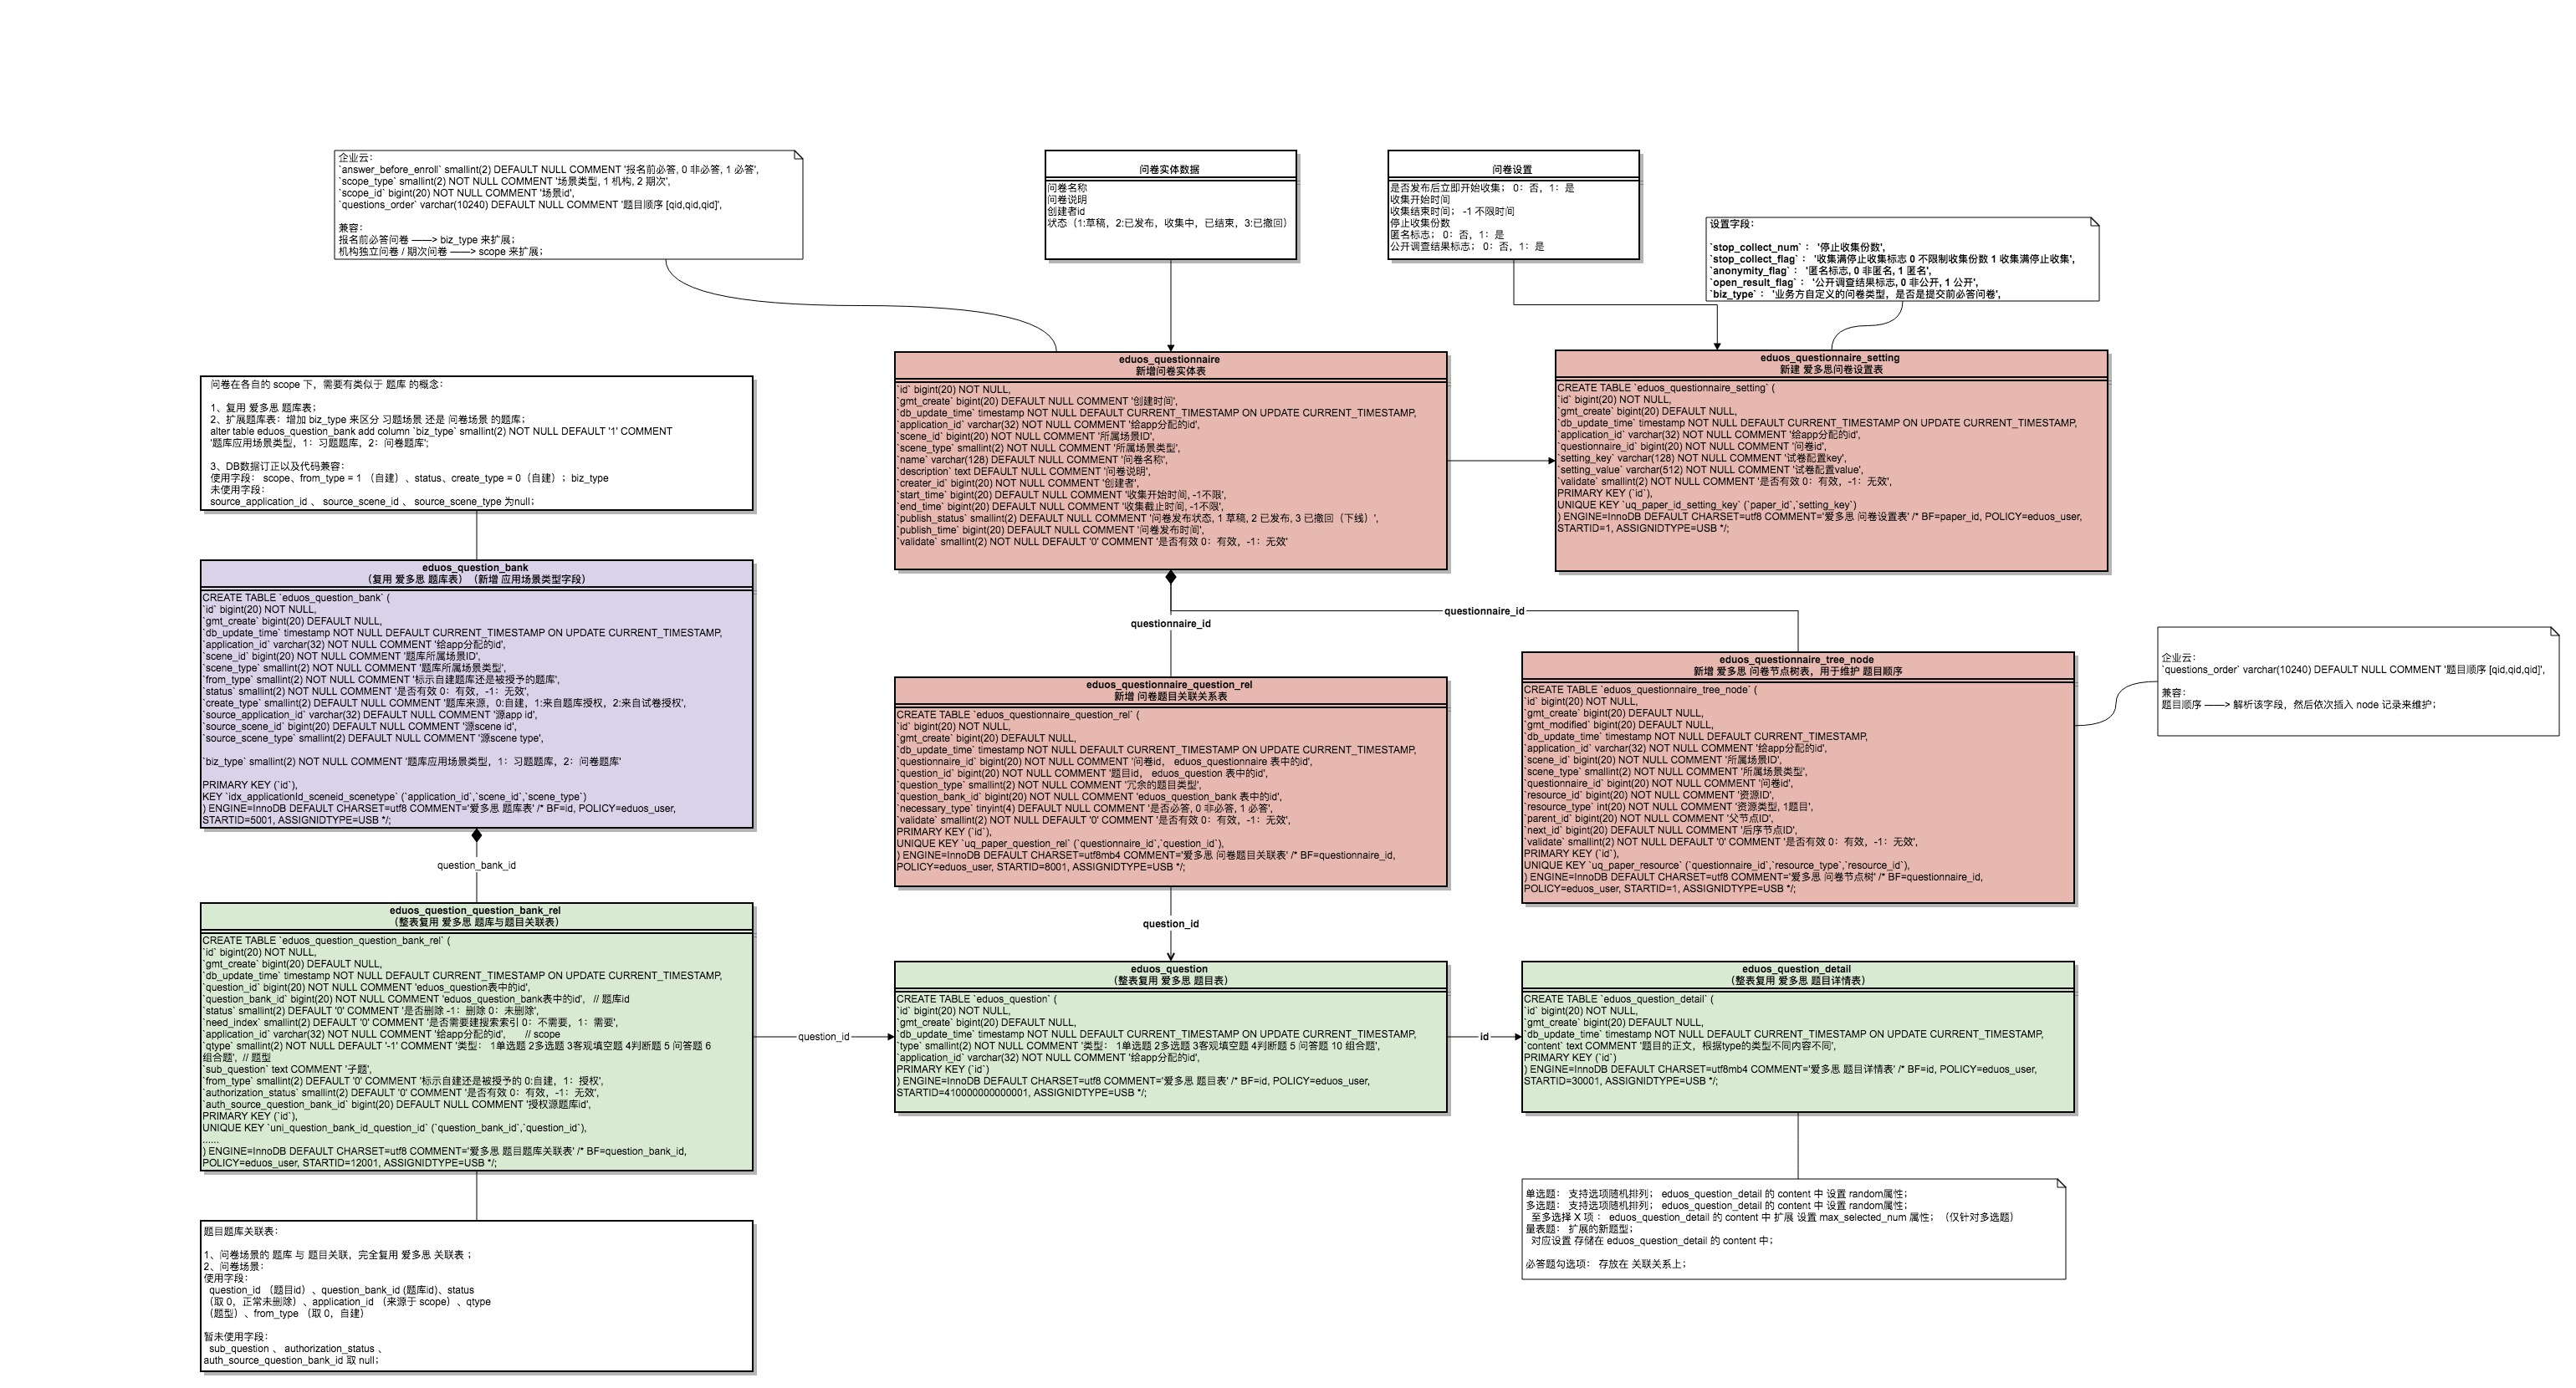 企业云：
`answer_before_enroll` smallint(2) DEFAULT NULL COMMENT '报名前必答, 0 非必答, 1 必答',
`scope_type` smallint(2) NOT NULL COMMENT '场景类型, 1 机构, 2 期次',
`scope_id` bigint(20) NOT NULL COMMENT '场景id',
`questions_order` varchar(10240) DEFAULT NULL COMMENT '题目顺序 [qid,qid,qid]',
兼容：
报名前必答问卷 ——> biz_type 来扩展；
机构独立问卷 / 期次问卷 ——> scope 来扩展；
问卷实体数据
问卷名称
问卷说明
创建者id
状态（1:草稿，2:已发布，收集中，已结束，3:已撤回）
问卷设置
是否发布后立即开始收集； 0：否，1：是
收集开始时间
收集结束时间； -1 不限时间
停止收集份数
匿名标志； 0：否，1：是
公开调查结果标志； 0：否，1：是
设置字段：
`stop_collect_num` ： '停止收集份数',
`stop_collect_flag` ： '收集满停止收集标志 0 不限制收集份数 1 收集满停止收集',
`anonymity_flag` ： '匿名标志, 0 非匿名, 1 匿名',
`open_result_flag` ： '公开调查结果标志, 0 非公开, 1 公开',
`biz_type` ： '业务方自定义的问卷类型，是否是提交前必答问卷',
eduos_questionnaire
新增问卷实体表
`id` bigint(20) NOT NULL,
`gmt_create` bigint(20) DEFAULT NULL COMMENT '创建时间',
`db_update_time` timestamp NOT NULL DEFAULT CURRENT_TIMESTAMP ON UPDATE CURRENT_TIMESTAMP,
`application_id` varchar(32) NOT NULL COMMENT '给app分配的id',
`scene_id` bigint(20) NOT NULL COMMENT '所属场景ID',
`scene_type` smallint(2) NOT NULL COMMENT '所属场景类型',
`name` varchar(128) DEFAULT NULL COMMENT '问卷名称',
`description` text DEFAULT NULL COMMENT '问卷说明',
`creater_id` bigint(20) NOT NULL COMMENT '创建者',
`start_time` bigint(20) DEFAULT NULL COMMENT '收集开始时间, -1不限',
`end_time` bigint(20) DEFAULT NULL COMMENT '收集截止时间, -1不限',
`publish_status` smallint(2) DEFAULT NULL COMMENT '问卷发布状态, 1 草稿, 2 已发布, 3 已撤回（下线）',
`publish_time` bigint(20) DEFAULT NULL COMMENT '问卷发布时间',
`validate` smallint(2) NOT NULL DEFAULT '0' COMMENT '是否有效 0：有效，-1：无效'
eduos_questionnaire_setting
新建 爱多思问卷设置表
CREATE TABLE `eduos_questionnaire_setting` (
`id` bigint(20) NOT NULL,
`gmt_create` bigint(20) DEFAULT NULL,
`db_update_time` timestamp NOT NULL DEFAULT CURRENT_TIMESTAMP ON UPDATE CURRENT_TIMESTAMP,
`application_id` varchar(32) NOT NULL COMMENT '给app分配的id',
`questionnaire_id` bigint(20) NOT NULL COMMENT '问卷id',
`setting_key` varchar(128) NOT NULL COMMENT '试卷配置key',
`setting_value` varchar(512) NOT NULL COMMENT '试卷配置value',
`validate` smallint(2) NOT NULL COMMENT '是否有效 0：有效，-1：无效',
PRIMARY KEY (`id`),
UNIQUE KEY `uq_paper_id_setting_key` (`paper_id`,`setting_key`)
) ENGINE=InnoDB DEFAULT CHARSET=utf8 COMMENT='爱多思 问卷设置表' /* BF=paper_id, POLICY=eduos_user,
STARTID=1, ASSIGNIDTYPE=USB */;
问卷在各自的 scope 下，需要有类似于 题库 的概念：
1、复用 爱多思 题库表；
2、扩展题库表：增加 biz_type 来区分 习题场景 还是 问卷场景 的题库；
alter table eduos_question_bank add column `biz_type` smallint(2) NOT NULL DEFAULT '1' COMMENT
'题库应用场景类型，1：习题题库，2：问卷题库';
3、DB数据订正以及代码兼容：
使用字段： scope、from_type = 1 （自建）、status、create_type = 0（自建）；biz_type
未使用字段：
source_application_id 、 source_scene_id 、 source_scene_type 为null；
eduos_question_bank
（复用 爱多思 题库表）（新增 应用场景类型字段）
CREATE TABLE `eduos_question_bank` (
`id` bigint(20) NOT NULL,
`gmt_create` bigint(20) DEFAULT NULL,
`db_update_time` timestamp NOT NULL DEFAULT CURRENT_TIMESTAMP ON UPDATE CURRENT_TIMESTAMP,
`application_id` varchar(32) NOT NULL COMMENT '给app分配的id',
`scene_id` bigint(20) NOT NULL COMMENT '题库所属场景ID',
`scene_type` smallint(2) NOT NULL COMMENT '题库所属场景类型',
`from_type` smallint(2) NOT NULL COMMENT '标示自建题库还是被授予的题库',
`status` smallint(2) NOT NULL COMMENT '是否有效 0：有效，-1：无效',
`create_type` smallint(2) DEFAULT NULL COMMENT '题库来源，0:自建，1:来自题库授权，2:来自试卷授权',
`source_application_id` varchar(32) DEFAULT NULL COMMENT '源app id',
`source_scene_id` bigint(20) DEFAULT NULL COMMENT '源scene id',
`source_scene_type` smallint(2) DEFAULT NULL COMMENT '源scene type',
`biz_type` smallint(2) NOT NULL COMMENT '题库应用场景类型，1：习题题库，2：问卷题库'
PRIMARY KEY (`id`),
KEY `idx_applicationId_sceneid_scenetype` (`application_id`,`scene_id`,`scene_type`)
) ENGINE=InnoDB DEFAULT CHARSET=utf8 COMMENT='爱多思 题库表' /* BF=id, POLICY=eduos_user,
STARTID=5001, ASSIGNIDTYPE=USB */;
question_bank_id
questionnaire_id
questionnaire_id
eduos_questionnaire_question_rel
新增 问卷题目关联关系表
CREATE TABLE `eduos_questionnaire_question_rel` (
`id` bigint(20) NOT NULL,
`gmt_create` bigint(20) DEFAULT NULL,
`db_update_time` timestamp NOT NULL DEFAULT CURRENT_TIMESTAMP ON UPDATE CURRENT_TIMESTAMP,
`questionnaire_id` bigint(20) NOT NULL COMMENT '问卷id， eduos_questionnaire 表中的id',
`question_id` bigint(20) NOT NULL COMMENT '题目id， eduos_question 表中的id',
`question_type` smallint(2) NOT NULL COMMENT '冗余的题目类型',
`question_bank_id` bigint(20) NOT NULL COMMENT 'eduos_question_bank 表中的id',
`necessary_type` tinyint(4) DEFAULT NULL COMMENT '是否必答, 0 非必答, 1 必答',
`validate` smallint(2) NOT NULL DEFAULT '0' COMMENT '是否有效 0：有效，-1：无效',
PRIMARY KEY (`id`),
UNIQUE KEY `uq_paper_question_rel` (`questionnaire_id`,`question_id`),
) ENGINE=InnoDB DEFAULT CHARSET=utf8mb4 COMMENT='爱多思 问卷题目关联表' /* BF=questionnaire_id,
POLICY=eduos_user, STARTID=8001, ASSIGNIDTYPE=USB */;
eduos_questionnaire_tree_node
新增 爱多思 问卷节点树表，用于维护 题目顺序
CREATE TABLE `eduos_questionnaire_tree_node` (
`id` bigint(20) NOT NULL,
`gmt_create` bigint(20) DEFAULT NULL,
`gmt_modified` bigint(20) DEFAULT NULL,
`db_update_time` timestamp NOT NULL DEFAULT CURRENT_TIMESTAMP,
`application_id` varchar(32) NOT NULL COMMENT '给app分配的id',
`scene_id` bigint(20) NOT NULL COMMENT '所属场景ID',
`scene_type` smallint(2) NOT NULL COMMENT '所属场景类型',
`questionnaire_id` bigint(20) NOT NULL COMMENT '问卷id',
`resource_id` bigint(20) NOT NULL COMMENT '资源ID',
`resource_type` int(20) NOT NULL COMMENT '资源类型, 1题目',
`parent_id` bigint(20) NOT NULL COMMENT '父节点ID',
`next_id` bigint(20) DEFAULT NULL COMMENT '后序节点ID',
`validate` smallint(2) NOT NULL DEFAULT '0' COMMENT '是否有效 0：有效，-1：无效',
PRIMARY KEY (`id`),
UNIQUE KEY `uq_paper_resource` (`questionnaire_id`,`resource_type`,`resource_id`),
) ENGINE=InnoDB DEFAULT CHARSET=utf8 COMMENT='爱多思 问卷节点树' /* BF=questionnaire_id,
POLICY=eduos_user, STARTID=1, ASSIGNIDTYPE=USB */;
企业云：
`questions_order` varchar(10240) DEFAULT NULL COMMENT '题目顺序 [qid,qid,qid]',
兼容：
题目顺序 ——> 解析该字段，然后依次插入 node 记录来维护；
eduos_question_question_bank_rel
（整表复用 爱多思 题库与题目关联表）
CREATE TABLE `eduos_question_question_bank_rel` (
`id` bigint(20) NOT NULL,
`gmt_create` bigint(20) DEFAULT NULL,
`db_update_time` timestamp NOT NULL DEFAULT CURRENT_TIMESTAMP ON UPDATE CURRENT_TIMESTAMP,
`question_id` bigint(20) NOT NULL COMMENT 'eduos_question表中的id',
`question_bank_id` bigint(20) NOT NULL COMMENT 'eduos_question_bank表中的id', // 题库id
`status` smallint(2) DEFAULT '0' COMMENT '是否删除 -1：删除 0：未删除',
`need_index` smallint(2) DEFAULT '0' COMMENT '是否需要建搜索索引 0：不需要，1：需要',
`application_id` varchar(32) NOT NULL COMMENT '给app分配的id', // scope
`qtype` smallint(2) NOT NULL DEFAULT '-1' COMMENT '类型： 1单选题 2多选题 3客观填空题 4判断题 5 问答题 6
组合题', // 题型
`sub_question` text COMMENT '子题',
`from_type` smallint(2) DEFAULT '0' COMMENT '标示自建还是被授予的 0:自建，1：授权',
`authorization_status` smallint(2) DEFAULT '0' COMMENT '是否有效 0：有效，-1：无效',
`auth_source_question_bank_id` bigint(20) DEFAULT NULL COMMENT '授权源题库id',
PRIMARY KEY (`id`),
UNIQUE KEY `uni_question_bank_id_question_id` (`question_bank_id`,`question_id`),
......
) ENGINE=InnoDB DEFAULT CHARSET=utf8 COMMENT='爱多思 题目题库关联表' /* BF=question_bank_id,
POLICY=eduos_user, STARTID=12001, ASSIGNIDTYPE=USB */;
question_id
question_id
eduos_question
（整表复用 爱多思 题目表）
CREATE TABLE `eduos_question` (
`id` bigint(20) NOT NULL,
`gmt_create` bigint(20) DEFAULT NULL,
`db_update_time` timestamp NOT NULL DEFAULT CURRENT_TIMESTAMP ON UPDATE CURRENT_TIMESTAMP,
`type` smallint(2) NOT NULL COMMENT '类型： 1单选题 2多选题 3客观填空题 4判断题 5 问答题 10 组合题',
`application_id` varchar(32) NOT NULL COMMENT '给app分配的id',
PRIMARY KEY (`id`)
) ENGINE=InnoDB DEFAULT CHARSET=utf8 COMMENT='爱多思 题目表' /* BF=id, POLICY=eduos_user,
STARTID=410000000000001, ASSIGNIDTYPE=USB */;
id
eduos_question_detail
（整表复用 爱多思 题目详情表）
CREATE TABLE `eduos_question_detail` (
`id` bigint(20) NOT NULL,
`gmt_create` bigint(20) DEFAULT NULL,
`db_update_time` timestamp NOT NULL DEFAULT CURRENT_TIMESTAMP ON UPDATE CURRENT_TIMESTAMP,
`content` text COMMENT '题目的正文，根据type的类型不同内容不同',
PRIMARY KEY (`id`)
) ENGINE=InnoDB DEFAULT CHARSET=utf8mb4 COMMENT='爱多思 题目详情表' /* BF=id, POLICY=eduos_user,
STARTID=30001, ASSIGNIDTYPE=USB */;
单选题： 支持选项随机排列； eduos_question_detail 的 content 中 设置 random属性；
多选题： 支持选项随机排列； eduos_question_detail 的 content 中 设置 random属性；
至多选择 X 项 ： eduos_question_detail 的 content 中 扩展 设置 max_selected_num 属性； （仅针对多选题）
量表题： 扩展的新题型；
对应设置 存储在 eduos_question_detail 的 content 中；
必答题勾选项： 存放在 关联关系上；
题目题库关联表：
1、问卷场景的 题库 与 题目关联，完全复用 爱多思 关联表 ；
2、问卷场景：
使用字段：
question_id （题目id）、question_bank_id (题库id)、status
（取 0，正常未删除）、application_id （来源于 scope）、qtype
（题型）、from_type （取 0，自建）
暂未使用字段：
sub_question 、 authorization_status 、
auth_source_question_bank_id 取 null；